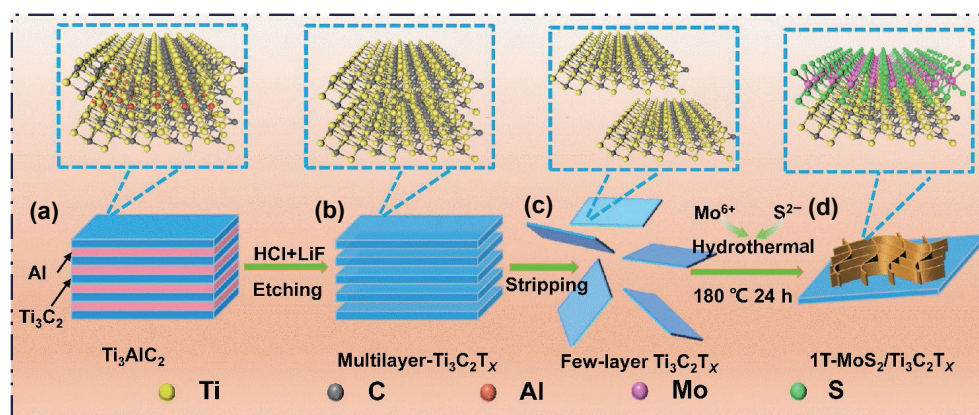 (a)
Al
Ti₃C₂
Ti₃AlC₂
HCl+LiF
Etching
(b)
Multilayer-Ti₃C₂Tₓ
Stripping
(c)
Few-layer Ti₃C₂Tₓ
Mo⁶⁺ S²⁻
Hydrothermal
180 ℃ 24 h
(d)
1T-MoS₂/Ti₃C₂Tₓ
Ti C Al Mo S